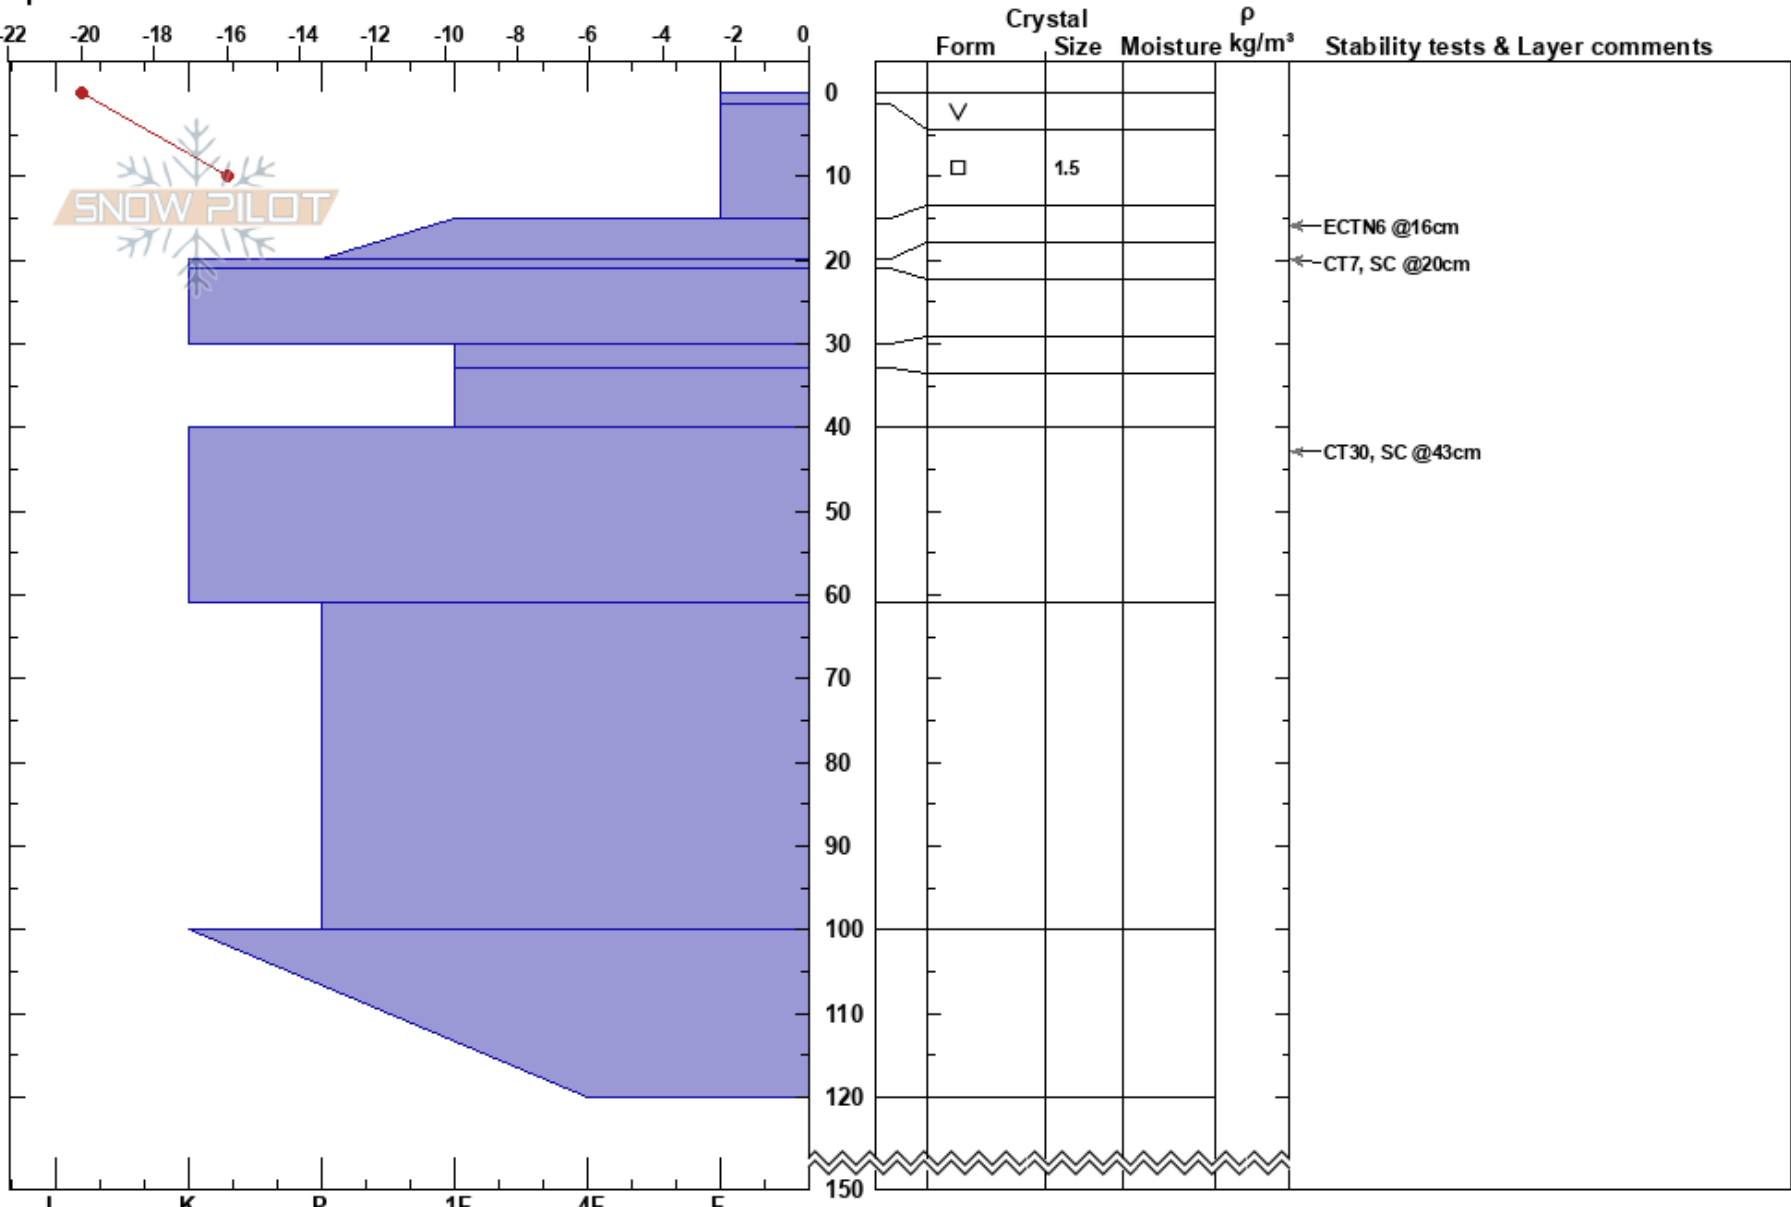 Crystal ρ
-22 -20 -18 -16 -14 -12 -10 -8 -6 -4 -2 0
Form Size Moisture kg/m³ Stability tests & Layer comments
0
10 1.5
SNOW PILOT
ECTN6 @16cm
20 CT7, SC @20cm
30
40
CT30, SC @43cm
50
60
70
80
90
100
110
120
150
I K P 1F 4F F